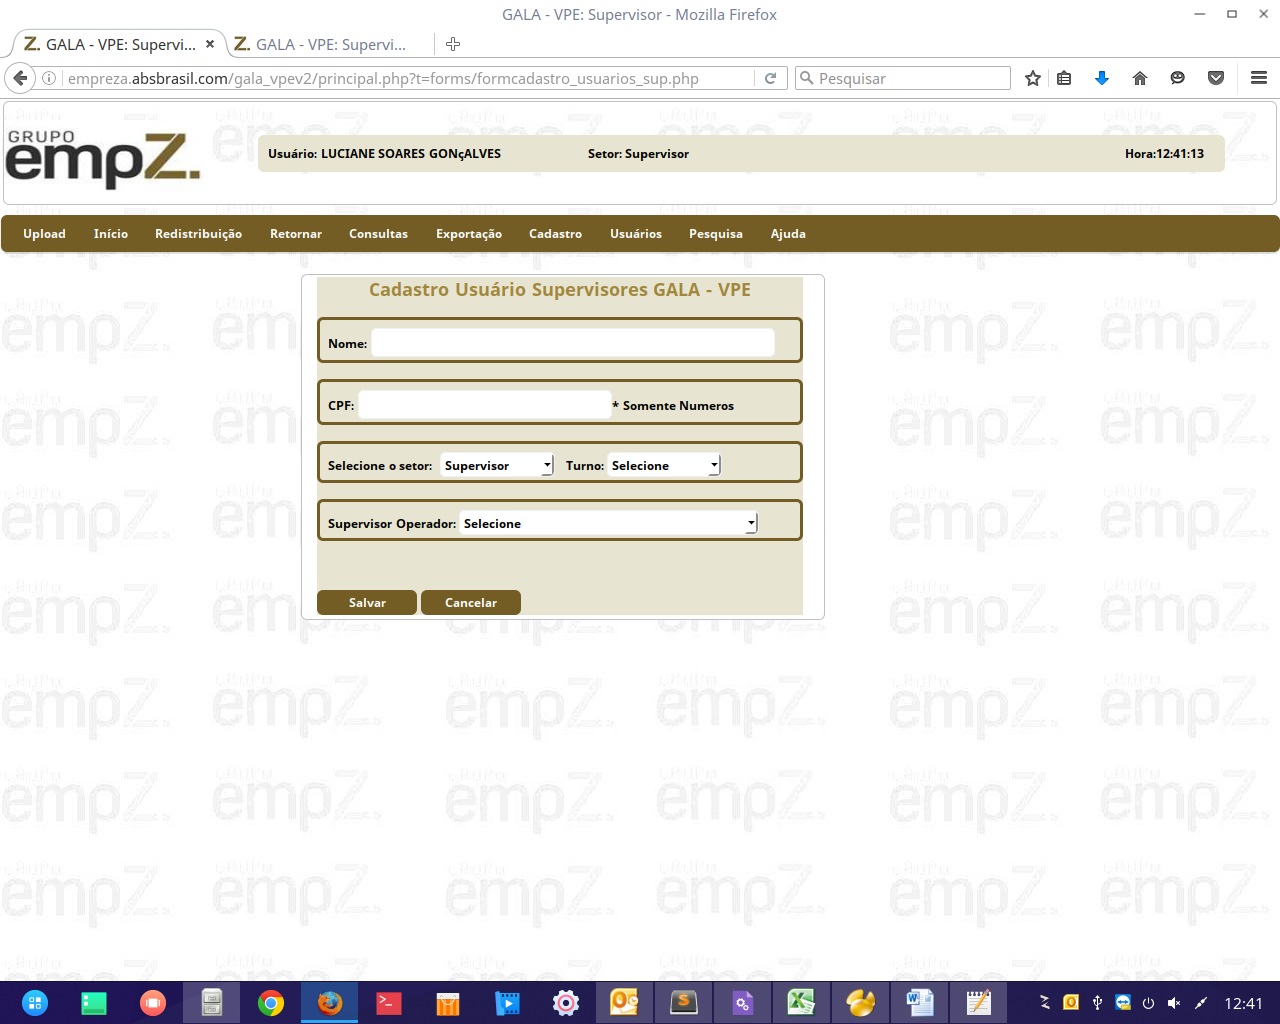 GALA - VPE: Supervisor - Mozilla Firefox
Z. GALA - VPE: Supervi...
Z. GALA - VPE: Supervi...
empreza.absbrasil.com/gala_vpev2/principal.php?t=forms/formcadastro_usuarios_sup.php
Pesquisar
GRUPO
empZ.
Usuário: LUCIANE SOARES GONçALVES Setor: Supervisor Hora:12:41:13
Upload Início Redistribuição Retornar Consultas Exportação Cadastro Usuários Pesquisa Ajuda
Cadastro Usuário Supervisores GALA - VPE
Nome:
CPF: * Somente Numeros
Selecione o setor: Supervisor Turno: Selecione
Supervisor Operador: Selecione
Salvar Cancelar
12:41